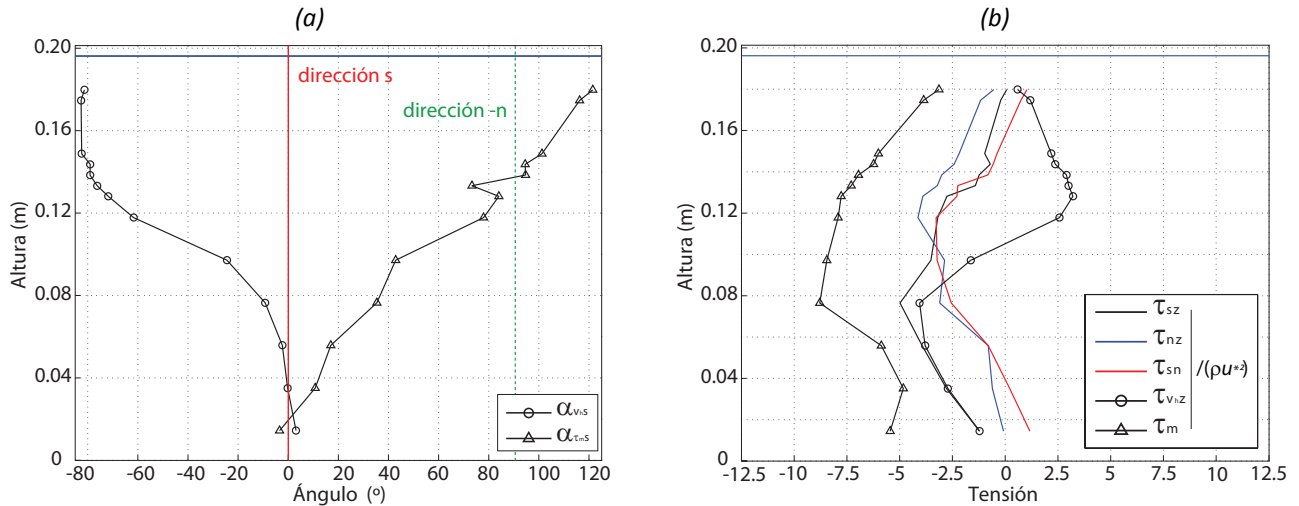 (a)
0.20
0.16
0.12
0.08
0.04
0
Altura (m)
dirección s
dirección -n
αvₕs
ατₘs
-80 -60 -40 -20 0 20 40 60 80 100 120
Ángulo (º)
(b)
0.20
0.16
0.12
0.08
0.04
0
Altura (m)
τsz
τnz
τsn
τvₕz
τm
/(ρu*²)
-12.5 -10 -7.5 -5 -2.5 0 2.5 5 7.5 10 12.5
Tensión